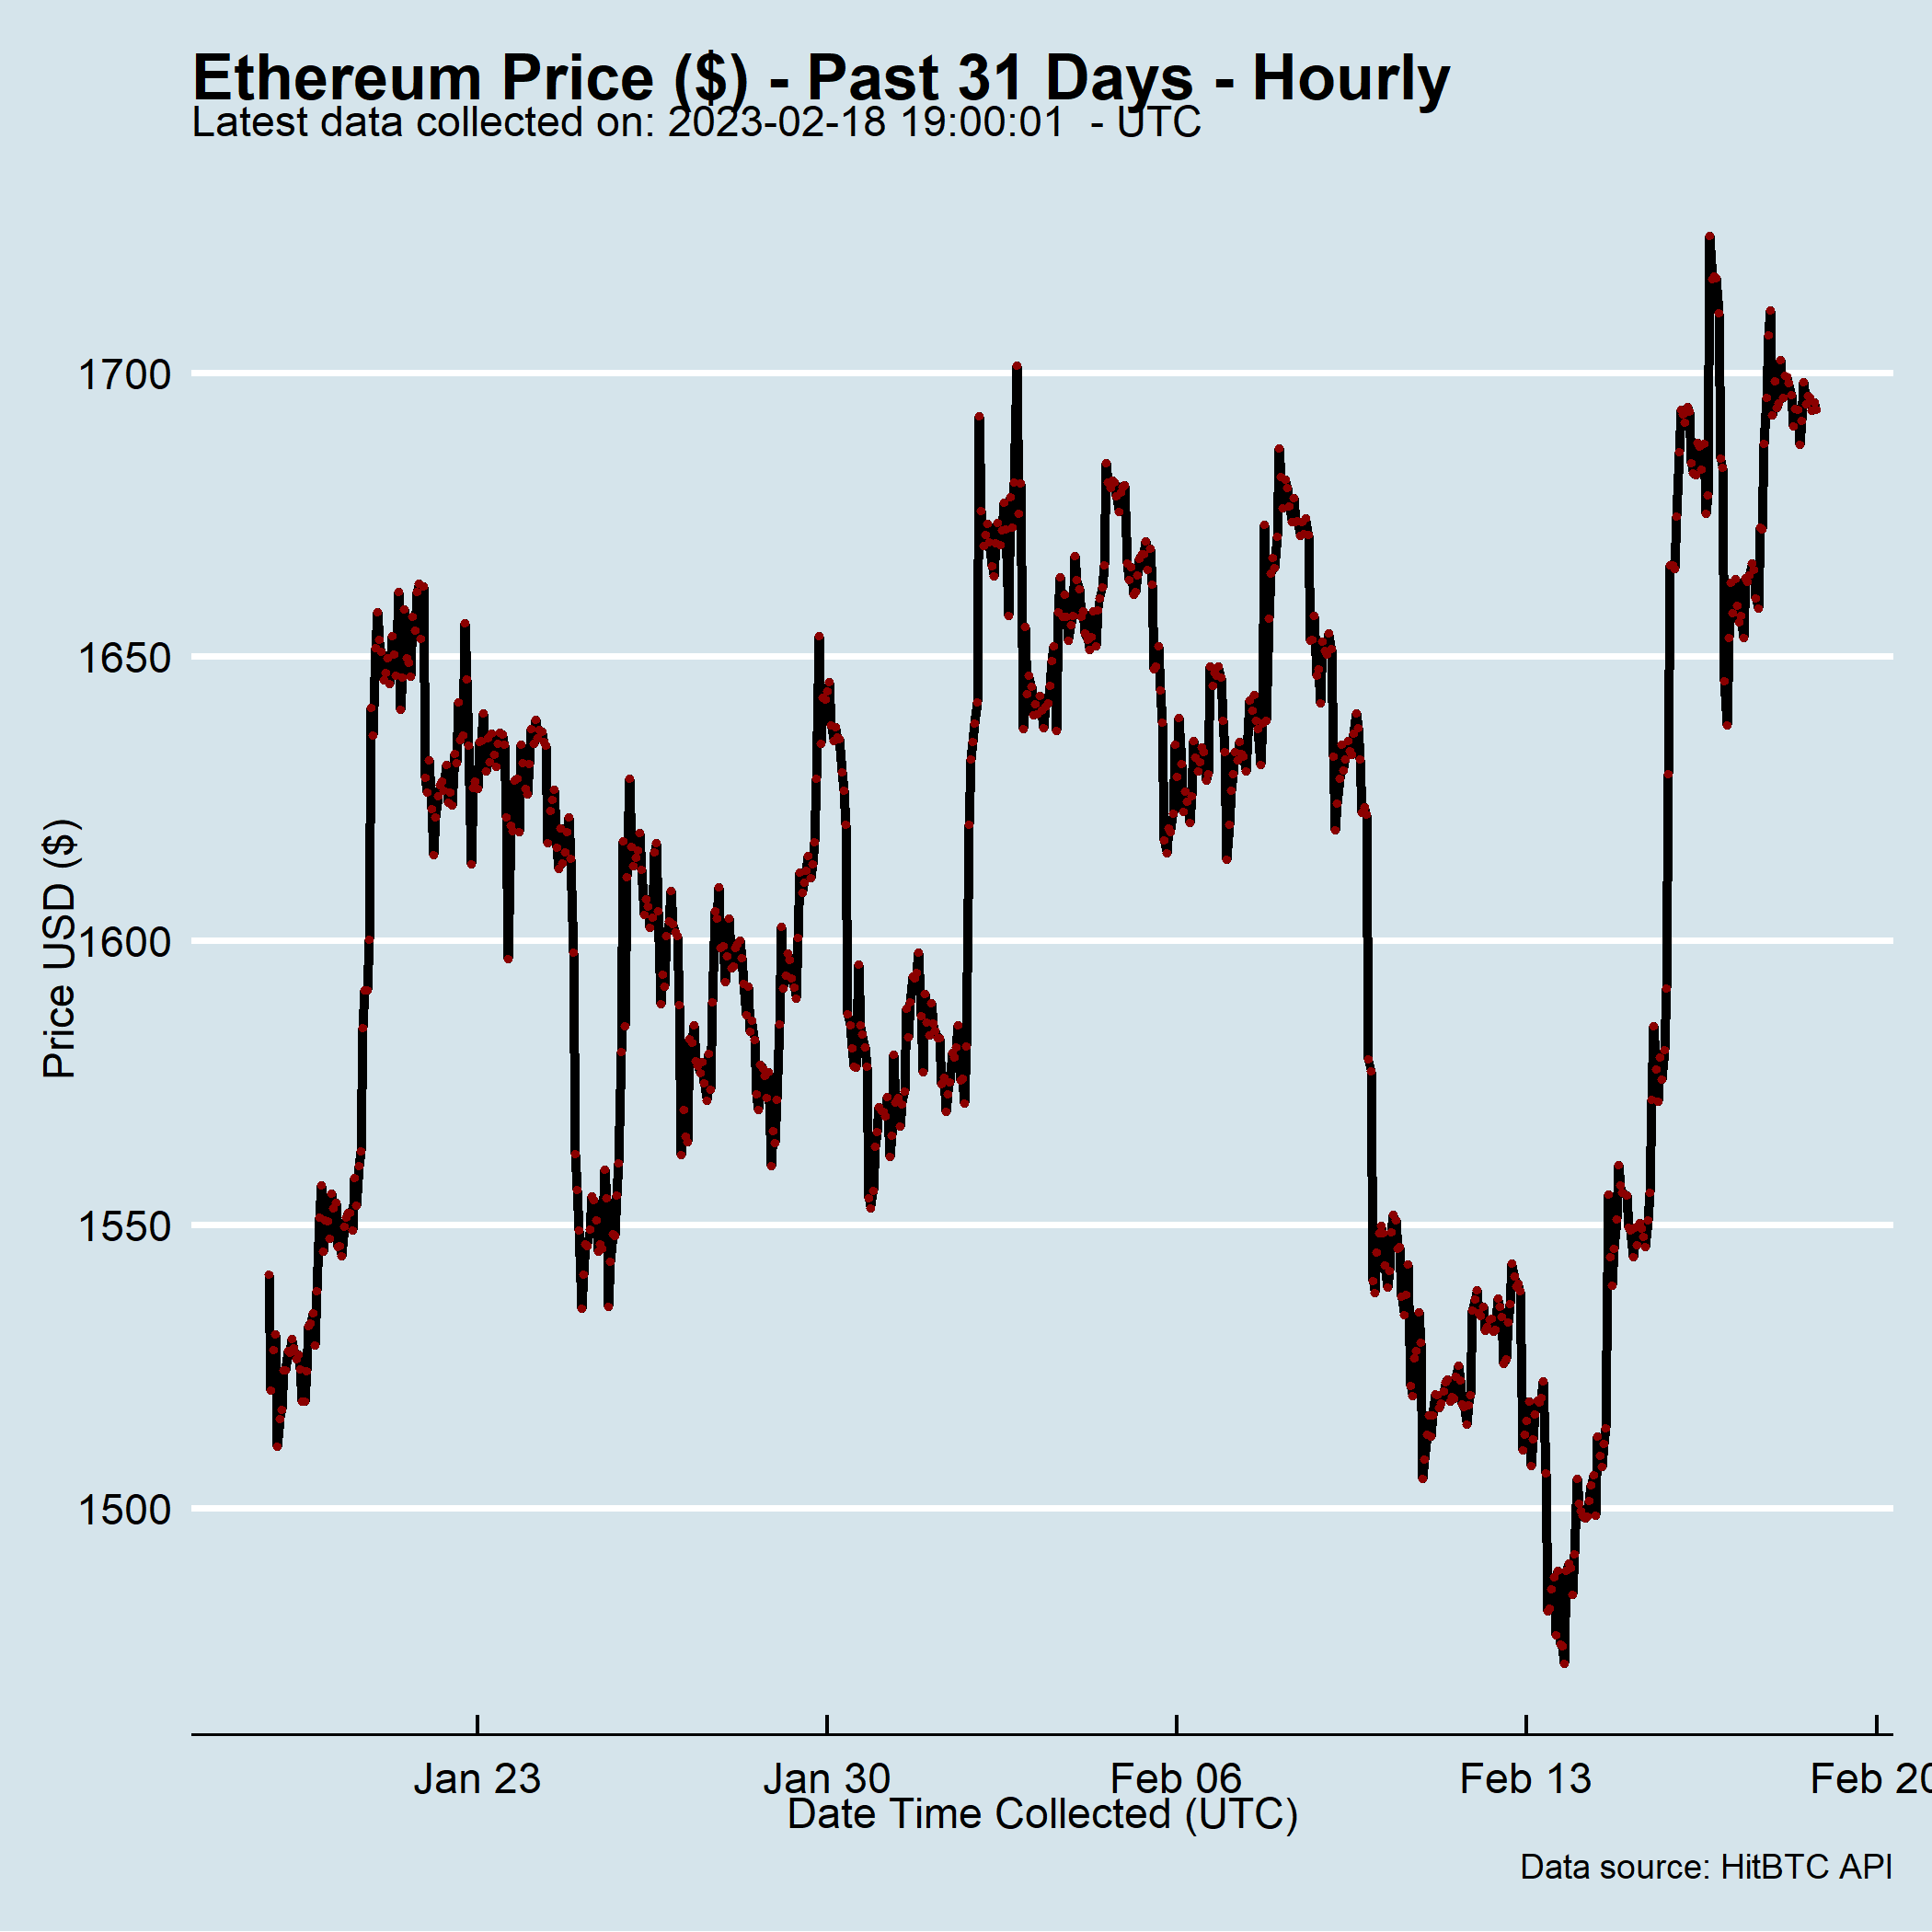 Ethereum Price ($) - Past 31 Days - Hourly
Latest data collected on: 2023-02-18 19:00:01  - UTC
1700
1650
1600
1550
1500
Price USD ($)
Jan 23
Jan 30
Feb 06
Feb 13
Feb 20
Date Time Collected (UTC)
Data source: HitBTC API